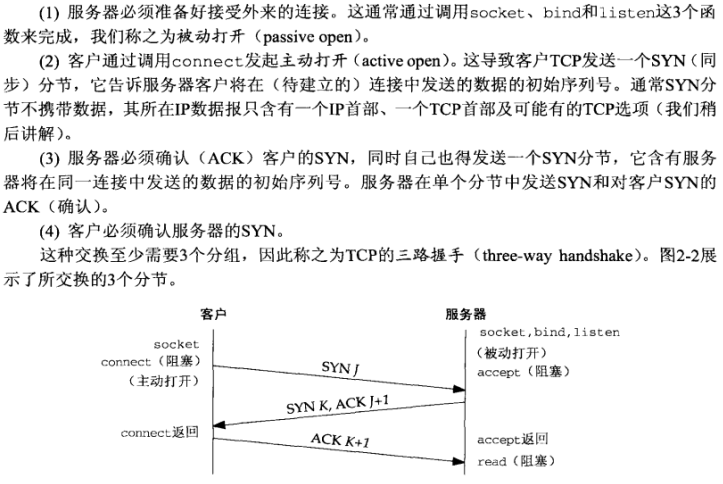 (1) 服务器必须准备好接受外来的连接。这通常通过调用socket、bind和listen这3个函
数来完成，我们称之为被动打开（passive open）。
(2) 客户通过调用connect发起主动打开（active open）。这导致客户TCP发送一个SYN（同
步）分节，它告诉服务器客户将在（待建立的）连接中发送的数据的初始序列号。通常SYN分
节不携带数据，其所在IP数据报只含有一个IP首部、一个TCP首部及可能有的TCP选项（我们稍
后讲解）。
(3) 服务器必须确认（ACK）客户的SYN，同时自己也得发送一个SYN分节，它含有服务
器将在同一连接中发送的数据的初始序列号。服务器在单个分节中发送SYN和对客户SYN的
ACK（确认）。
(4) 客户必须确认服务器的SYN。
这种交换至少需要3个分组，因此称之为TCP的三路握手（three-way handshake）。图2-2展
示了所交换的3个分节。
客户
服务器
socket
connect（阻塞）
（主动打开）
socket,bind,listen
（被动打开）
accept（阻塞）
SYN J
SYN K, ACK J+1
connect返回
ACK K+1
accept返回
read（阻塞）